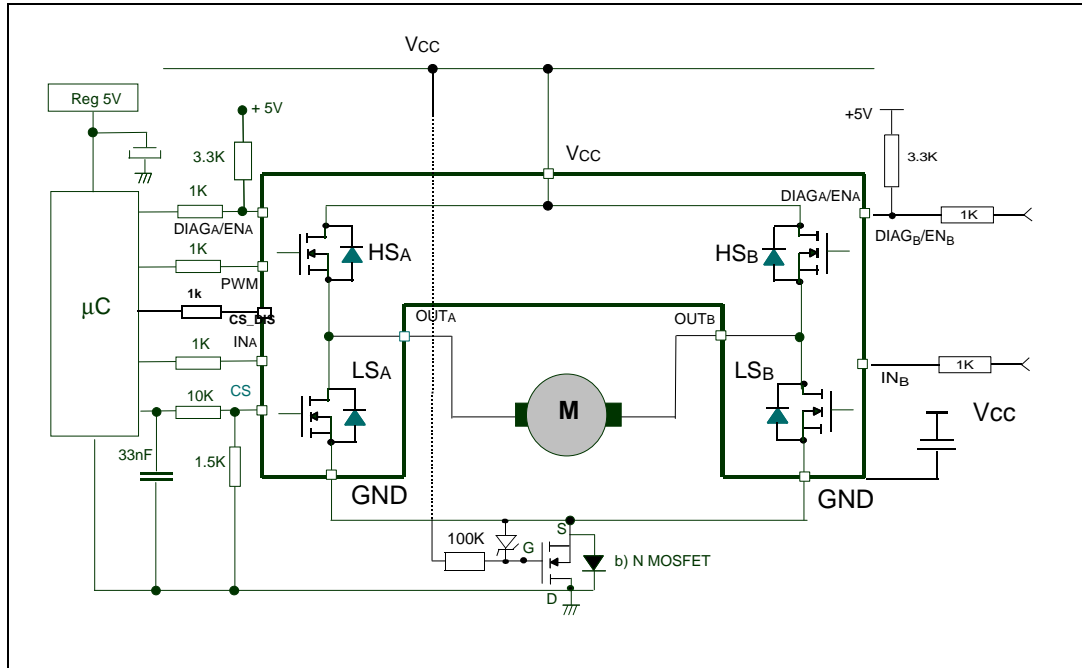 VCC
Reg 5V
+ 5V
+5V
3.3K
VCC
3.3K
1K
DIAGA/ENA
DIAGA/ENA
1K
DIAGB/ENB
1K
HSA
HSB
PWM
µC
1k
CS_DIS
OUTA
OUTB
INA
1K
LSA
LSB
INB
1K
CS
10K
M
Vcc
33nF
1.5K
GND
GND
S
100K
G
b) N MOSFET
D